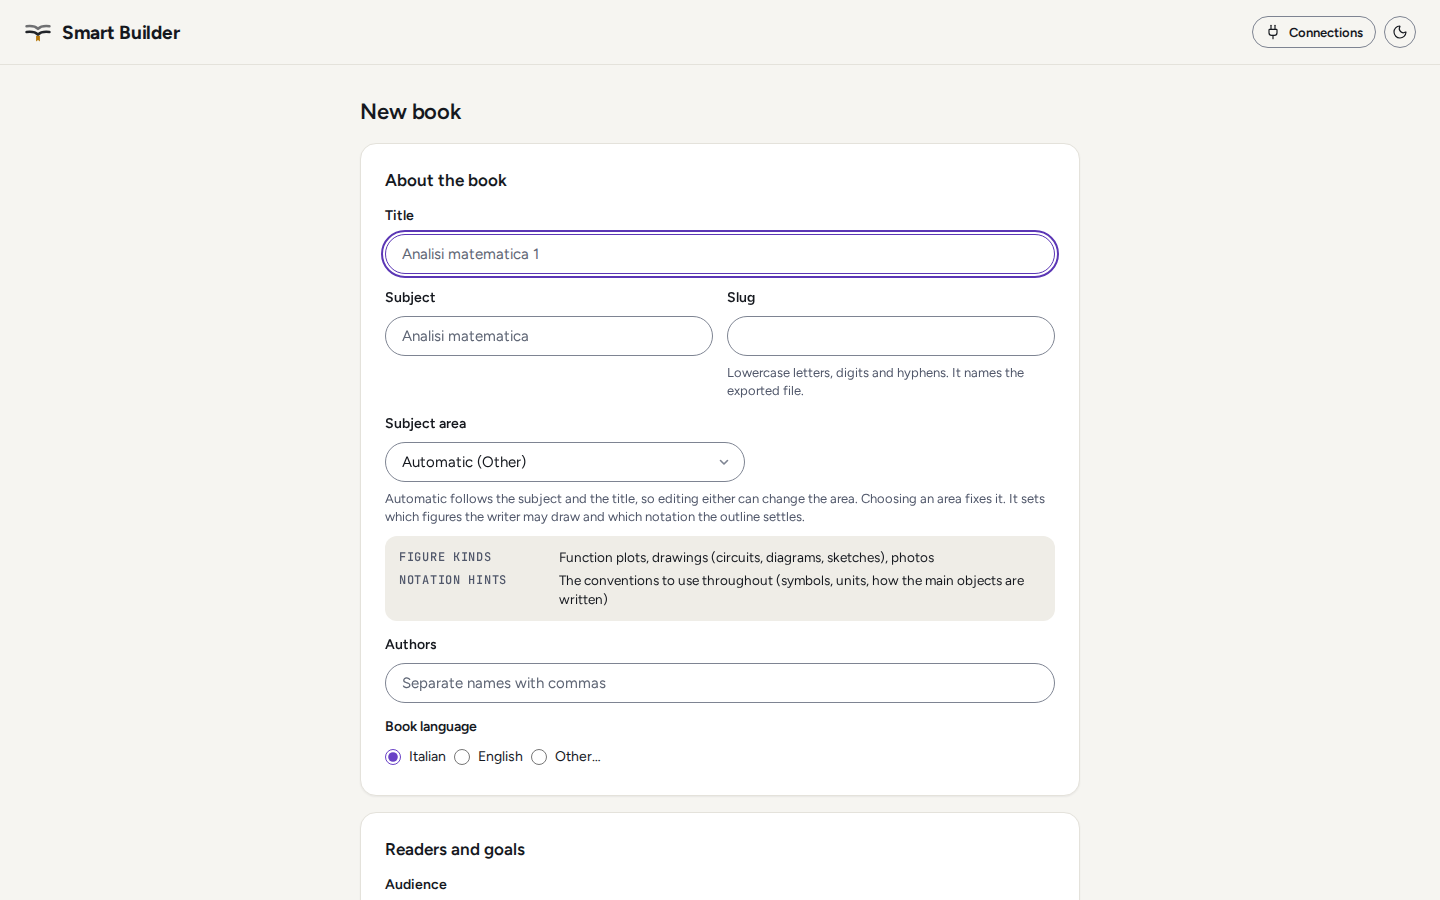 Smart Builder
Connections
New book
About the book
Title
Analisi matematica 1
Subject
Slug
Analisi matematica
Lowercase letters, digits and hyphens. It names the
exported file.
Subject area
Automatic (Other)
Automatic follows the subject and the title, so editing either can change the area. Choosing an area fixes it. It sets
which figures the writer may draw and which notation the outline settles.
FIGURE KINDS
Function plots, drawings (circuits, diagrams, sketches), photos
NOTATION HINTS
The conventions to use throughout (symbols, units, how the main objects are
written)
Authors
Separate names with commas
Book language
Italian
English
Other...
Readers and goals
Audience